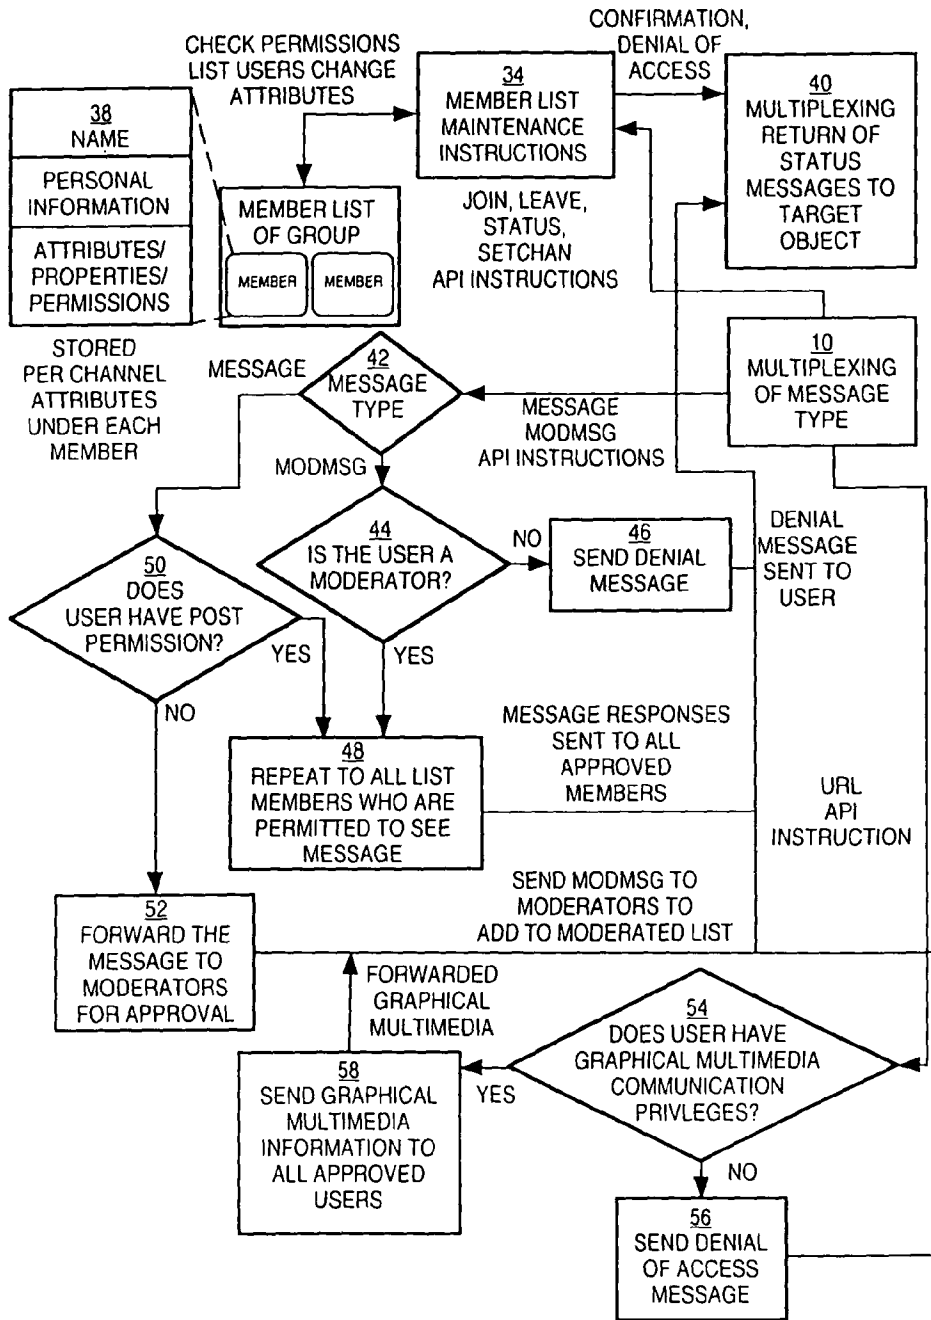 CONFIRMATION,
DENIAL OF
ACCESS
CHECK PERMISSIONS
LIST USERS CHANGE
ATTRIBUTES
34
MEMBER LIST
MAINTENANCE
INSTRUCTIONS
40
MULTIPLEXING
RETURN OF
STATUS
MESSAGES TO
TARGET
OBJECT
38
NAME
PERSONAL
INFORMATION
ATTRIBUTES/
PROPERTIES/
PERMISSIONS
MEMBER LIST
OF GROUP
MEMBER
MEMBER
JOIN, LEAVE,
STATUS,
SETCHAN
API INSTRUCTIONS
STORED
PER CHANNEL
ATTRIBUTES
UNDER EACH
MEMBER
MESSAGE
42
MESSAGE
TYPE
10
MULTIPLEXING
OF MESSAGE
TYPE
MESSAGE
MODMSG
API INSTRUCTIONS
MODMSG
44
IS THE USER A
MODERATOR?
NO
46
SEND DENIAL
MESSAGE
DENIAL
MESSAGE
SENT TO
USER
50
DOES
USER HAVE POST
PERMISSION?
YES
YES
NO
48
REPEAT TO ALL LIST
MEMBERS WHO ARE
PERMITTED TO SEE
MESSAGE
MESSAGE RESPONSES
SENT TO ALL
APPROVED
MEMBERS
URL
API
INSTRUCTION
52
FORWARD THE
MESSAGE TO
MODERATORS
FOR APPROVAL
SEND MODMSG TO
MODERATORS TO
ADD TO MODERATED LIST
FORWARDED
GRAPHICAL
MULTIMEDIA
54
DOES USER HAVE
GRAPHICAL MULTIMEDIA
COMMUNICATION
PRIVLEGES?
YES
58
SEND GRAPHICAL
MULTIMEDIA
INFORMATION TO
ALL APPROVED
USERS
NO
56
SEND DENIAL
OF ACCESS
MESSAGE